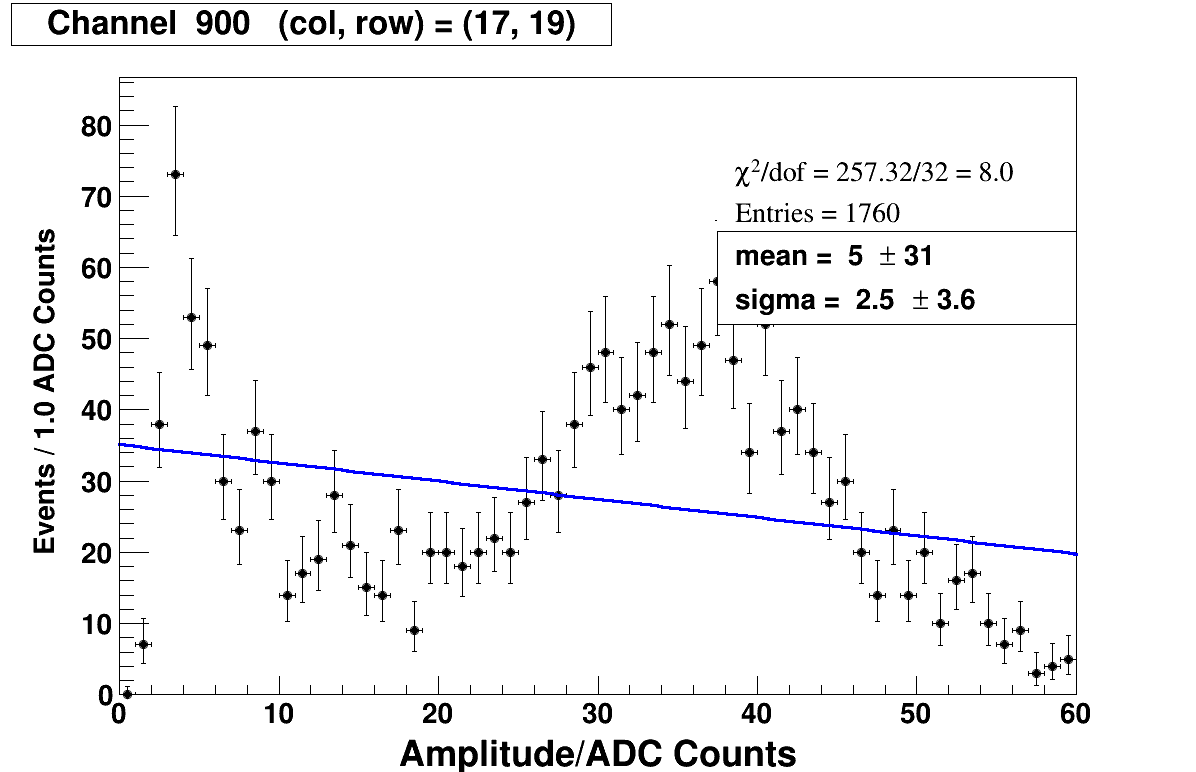 Channel 900 (col, row) = (17, 19)
80
70
60
50
40
30
20
10
0
Events / 1.0 ADC Counts
χ²/dof = 257.32/32 = 8.0
Entries = 1760
mean = 5 ± 31
sigma = 2.5 ± 3.6
0 10 20 30 40 50 60
Amplitude/ADC Counts